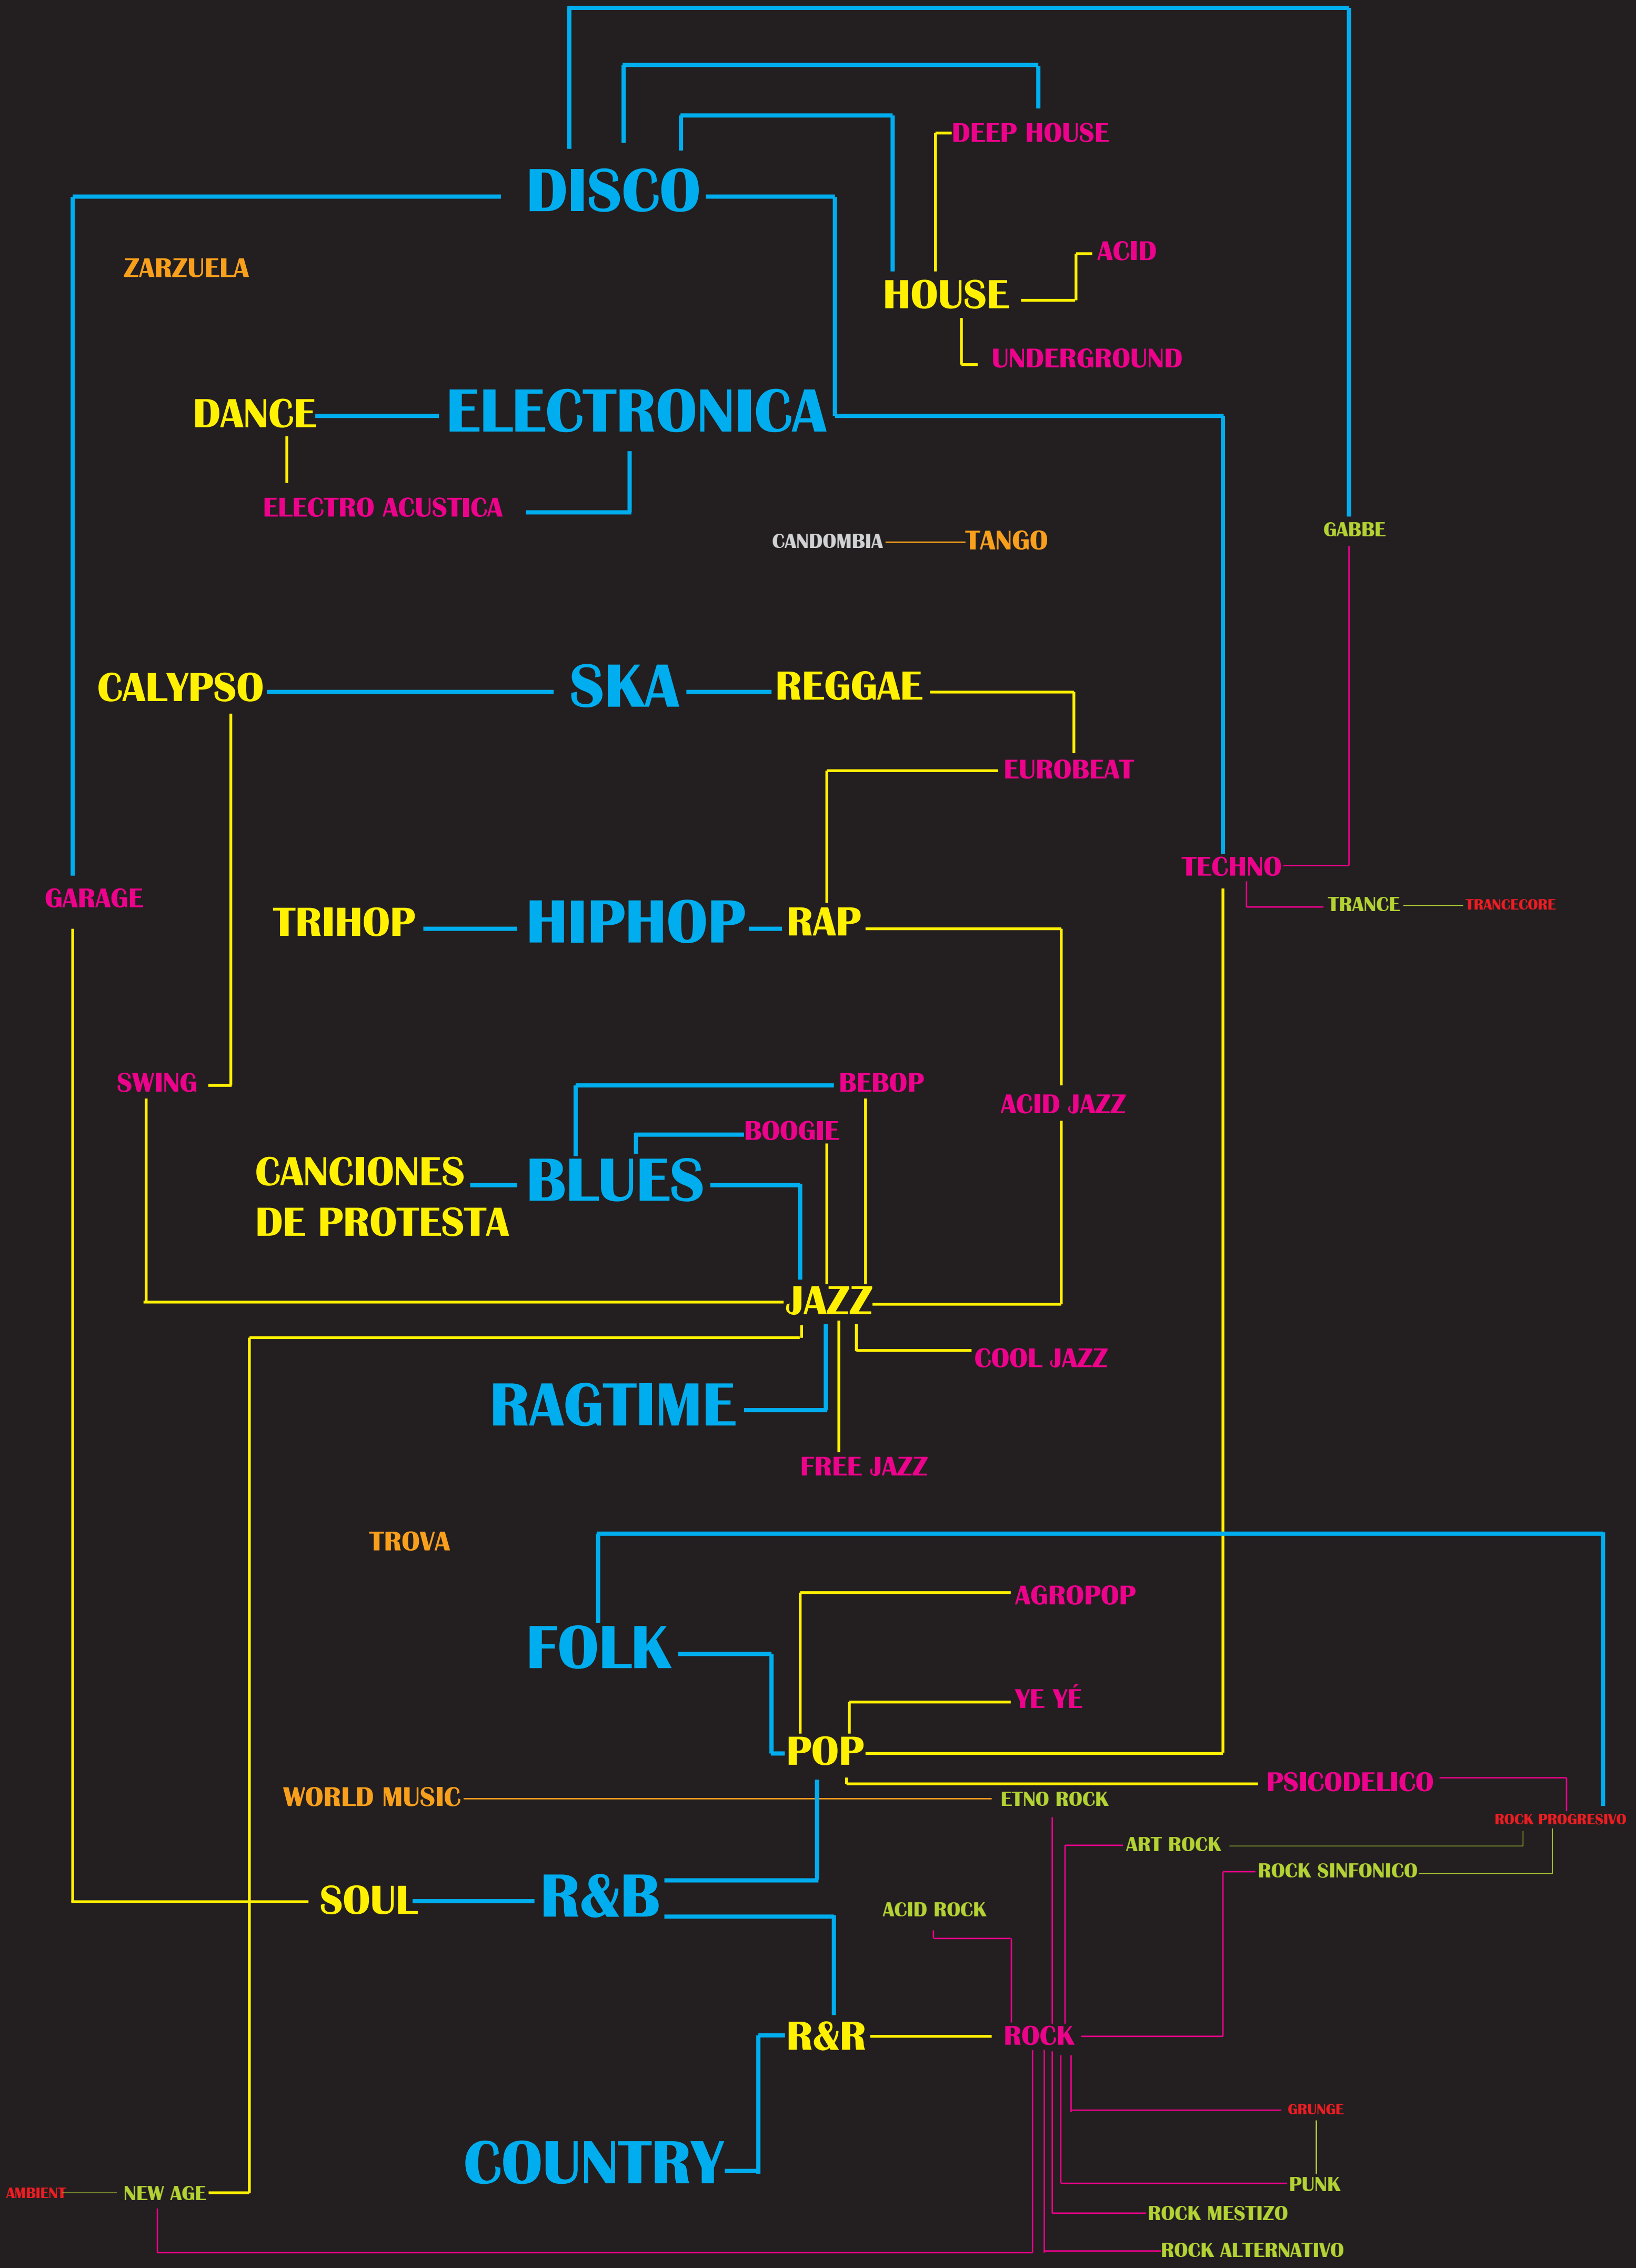 DEEP HOUSE
DISCO
ACID
ZARZUELA
HOUSE
UNDERGROUND
DANCE
ELECTRONICA
ELECTRO ACUSTICA
GABBE
CANDOMBIA
TANGO
CALYPSO
SKA
REGGAE
EUROBEAT
TECHNO
GARAGE
TRANCE
TRANCECORE
TRIHOP
HIPHOP
RAP
SWING
BEBOP
ACID JAZZ
BOOGIE
CANCIONES
DE PROTESTA
BLUES
JAZZ
COOL JAZZ
RAGTIME
FREE JAZZ
TROVA
AGROPOP
FOLK
YE YÉ
POP
PSICODELICO
WORLD MUSIC
ETNO ROCK
ROCK PROGRESIVO
ART ROCK
ROCK SINFONICO
SOUL
R&B
ACID ROCK
R&R
ROCK
GRUNGE
COUNTRY
PUNK
AMBIENT
NEW AGE
ROCK MESTIZO
ROCK ALTERNATIVO